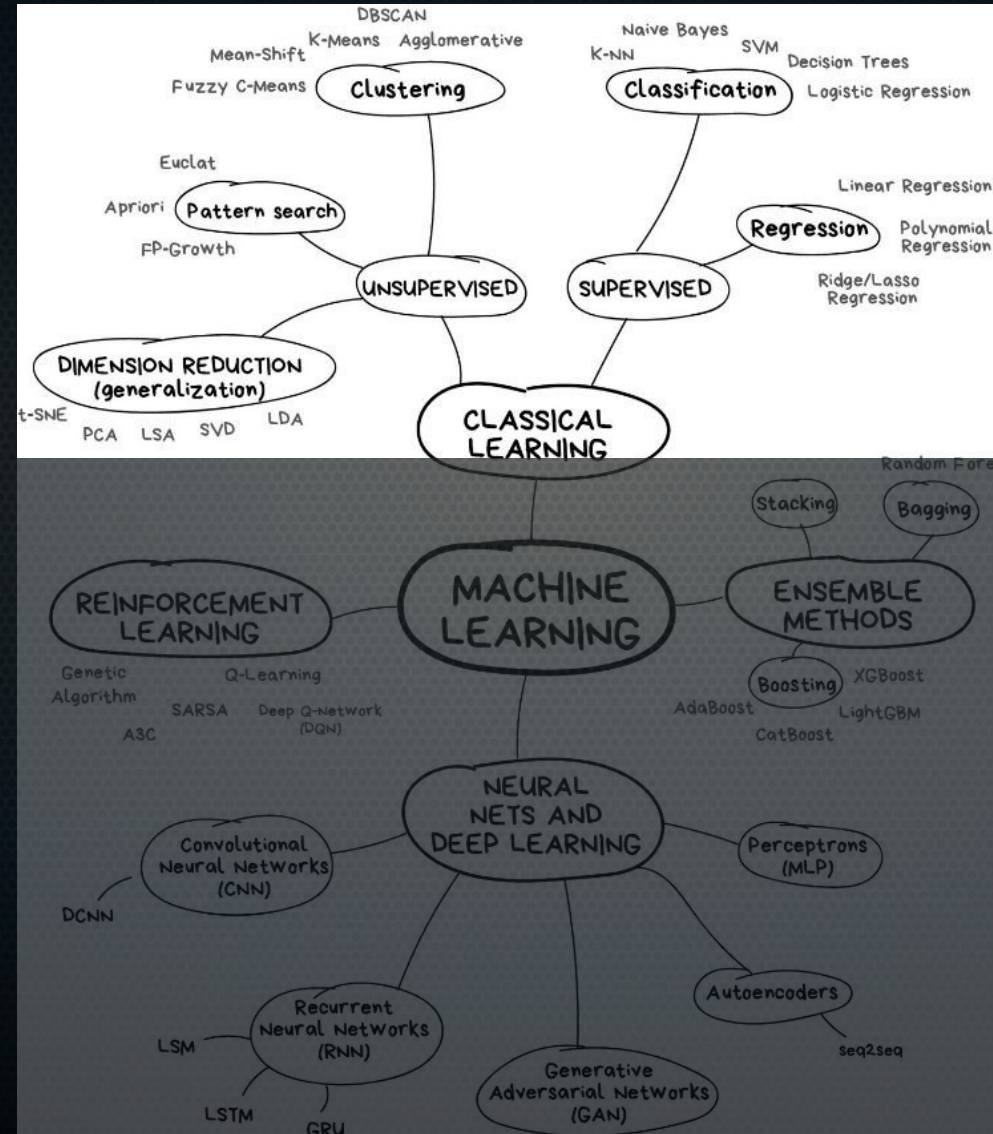 DBSCAN
K-Means Agglomerative
Mean-Shift
Fuzzy C-Means
Clustering
Naive Bayes
K-NN
SVM
Decision Trees
Classification
Logistic Regression
Euclat
Apriori
Pattern search
FP-Growth
Linear Regression
Regression
Polynomial
Regression
Ridge/Lasso
Regression
UNSUPERVISED
SUPERVISED
DIMENSION REDUCTION
(generalization)
t-SNE
PCA
LSA
SVD
LDA
CLASSICAL
LEARNING
Random Fore
Stacking
Bagging
MACHINE
LEARNING
REINFORCEMENT
LEARNING
Genetic
Algorithm
Q-Learning
SARSA
Deep Q-Network
(DQN)
A3C
ENSEMBLE
METHODS
Boosting
XGBoost
AdaBoost
LightGBM
CatBoost
NEURAL
NETS AND
DEEP LEARNING
Convolutional
Neural Networks
(CNN)
DCNN
Perceptrons
(MLP)
Autoencoders
seq2seq
Recurrent
Neural Networks
(RNN)
LSM
LSTM
GRU
Generative
Adversarial Networks
(GAN)